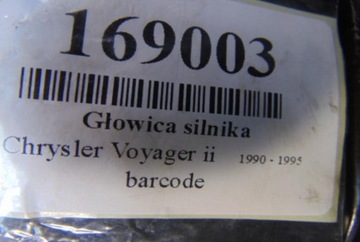 169003
Głowica silnika
Chrysler Voyager ii 1990 - 1995
barcode